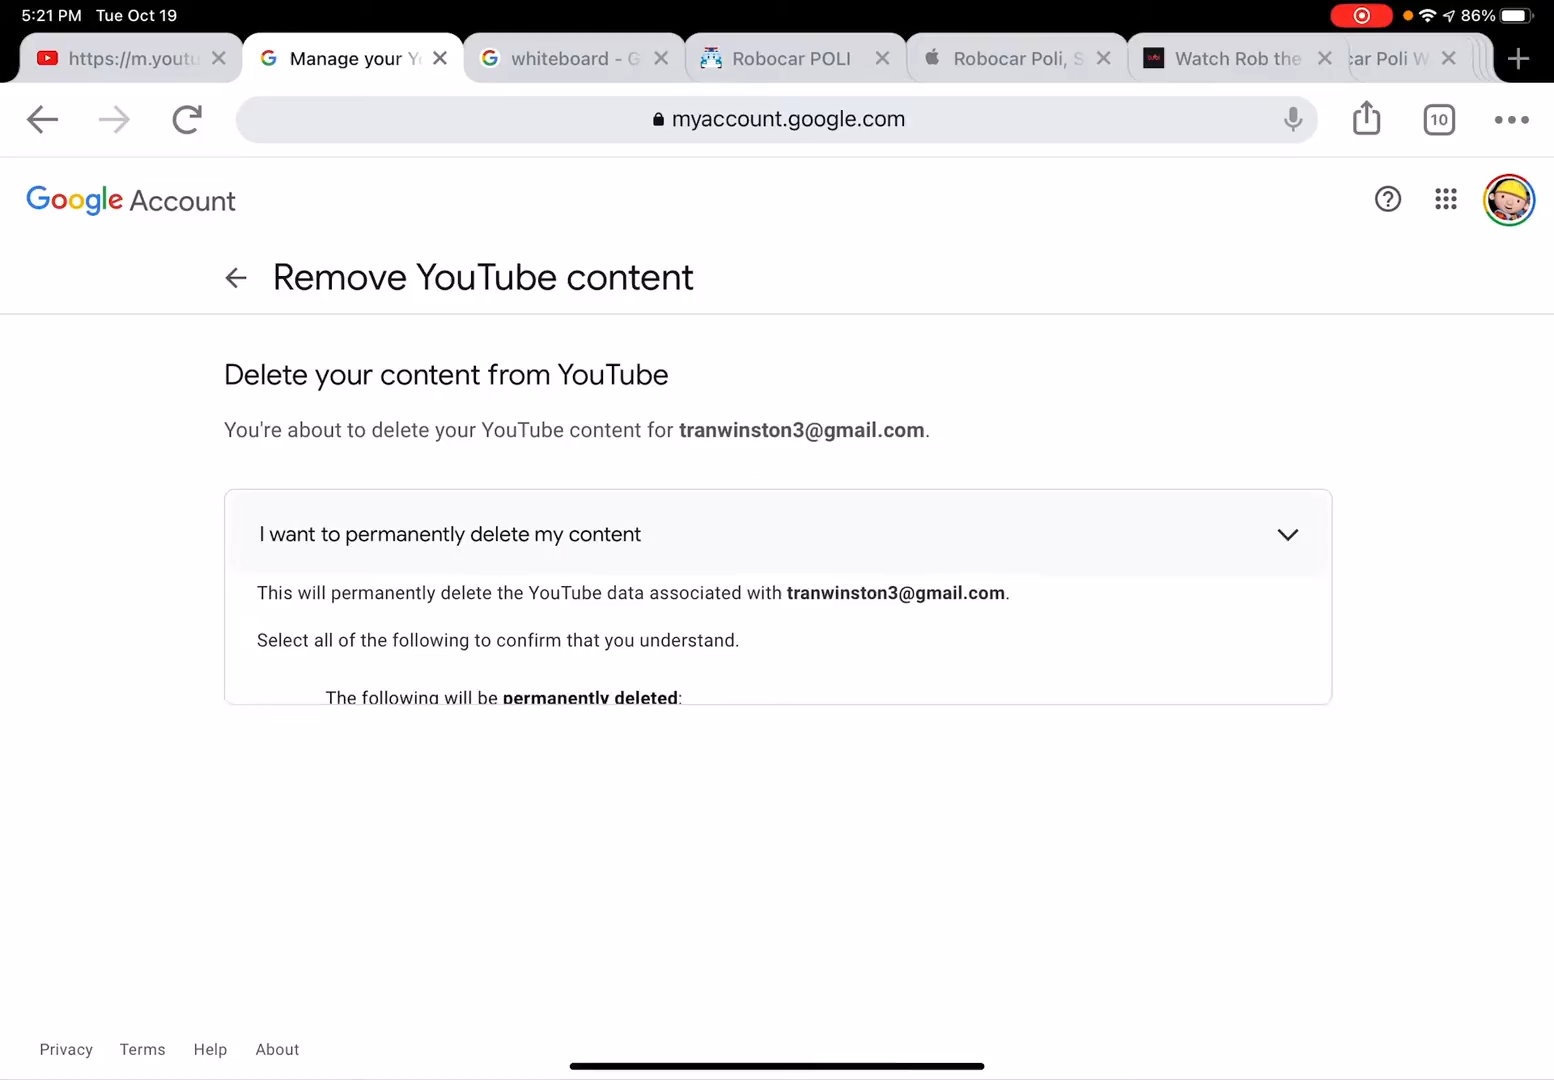 5:21 PM Tue Oct 19
86%
https://m.youtu
Manage your Y
whiteboard - G
Robocar POLI
Robocar Poli, S
Watch Rob the
car Poli W
myaccount.google.com
10
Google Account
Remove YouTube content
Delete your content from YouTube
You're about to delete your YouTube content for tranwinston3@gmail.com.
I want to permanently delete my content
This will permanently delete the YouTube data associated with tranwinston3@gmail.com.
Select all of the following to confirm that you understand.
The following will be permanently deleted:
Privacy Terms Help About